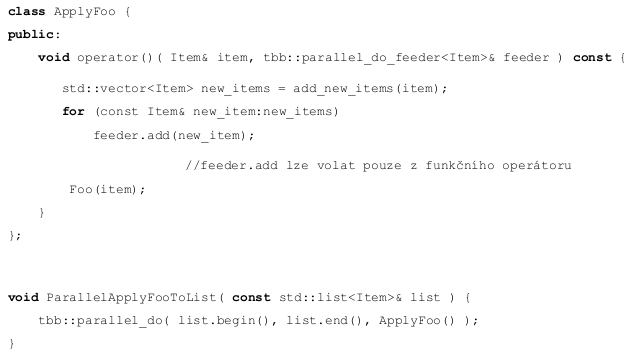 class ApplyFoo {
public:
void operator()( Item& item, tbb::parallel_do_feeder<Item>& feeder ) const {
std::vector<Item> new_items = add_new_items(item);
for (const Item& new_item:new_items)
feeder.add(new_item);
//feeder.add lze volat pouze z funkčního operátoru
Foo(item);
}
};
void ParallelApplyFooToList( const std::list<Item>& list ) {
tbb::parallel_do( list.begin(), list.end(), ApplyFoo() );
}